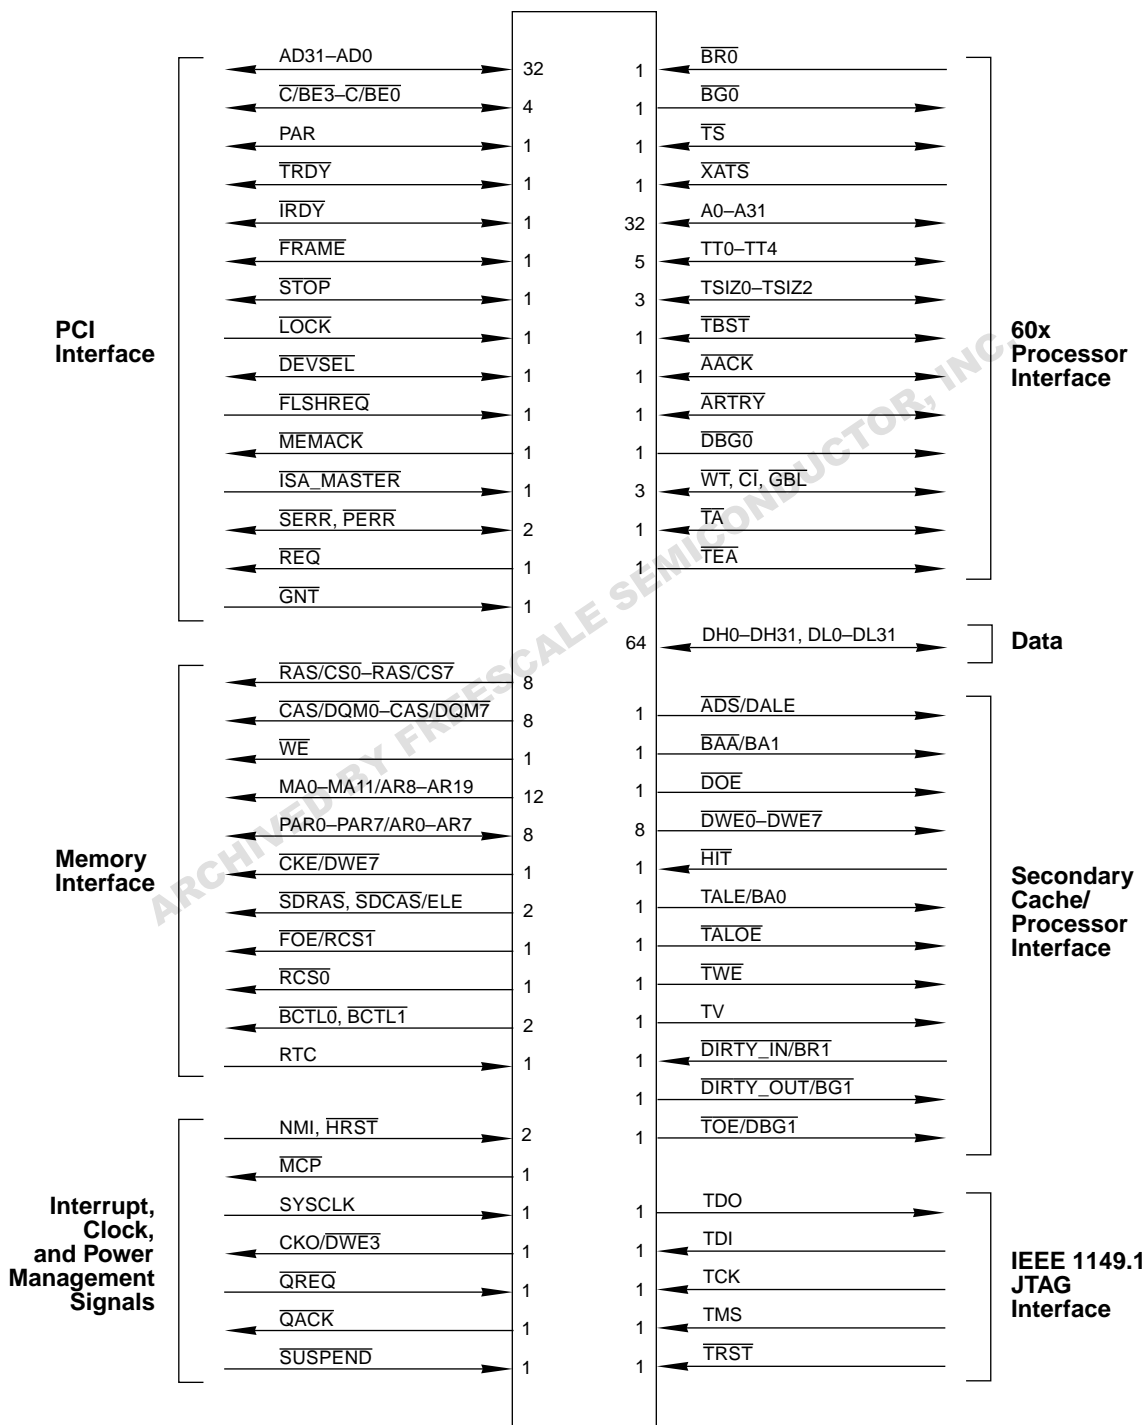 PCI
Interface
AD31–AD0 32
C/BE3–C/BE0 4
PAR 1
TRDY 1
IRDY 1
FRAME 1
STOP 1
LOCK 1
DEVSEL 1
FLSHREQ 1
MEMACK 1
ISA_MASTER 1
SERR, PERR 2
REQ 1
GNT 1
Memory
Interface
RAS/CS0–RAS/CS7 8
CAS/DQM0–CAS/DQM7 8
WE 1
MA0–MA11/AR8–AR19 12
PAR0–PAR7/AR0–AR7 8
CKE/DWE7 1
SDRAS, SDCAS/ELE 2
FOE/RCS1 1
RCS0 1
BCTL0, BCTL1 2
RTC 1
Interrupt,
Clock,
and Power
Management
Signals
NMI, HRST 2
MCP 1
SYSCLK 1
CKO/DWE3 1
QREQ 1
QACK 1
SUSPEND 1
1 BR0
1 BG0
1 TS
1 XATS
32 A0–A31
5 TT0–TT4
3 TSIZ0–TSIZ2
1 TBST
1 AACK
1 ARTRY
1 DBG0
3 WT, CI, GBL
1 TA
1 TEA
60x
Processor
Interface
64 DH0–DH31, DL0–DL31
Data
1 ADS/DALE
1 BAA/BA1
1 DOE
8 DWE0–DWE7
1 HIT
1 TALE/BA0
1 TALOE
1 TWE
1 TV
1 DIRTY_IN/BR1
1 DIRTY_OUT/BG1
1 TOE/DBG1
Secondary
Cache/
Processor
Interface
1 TDO
1 TDI
1 TCK
1 TMS
1 TRST
IEEE 1149.1
JTAG
Interface
ARCHIVED BY FREESCALE SEMICONDUCTOR, INC.